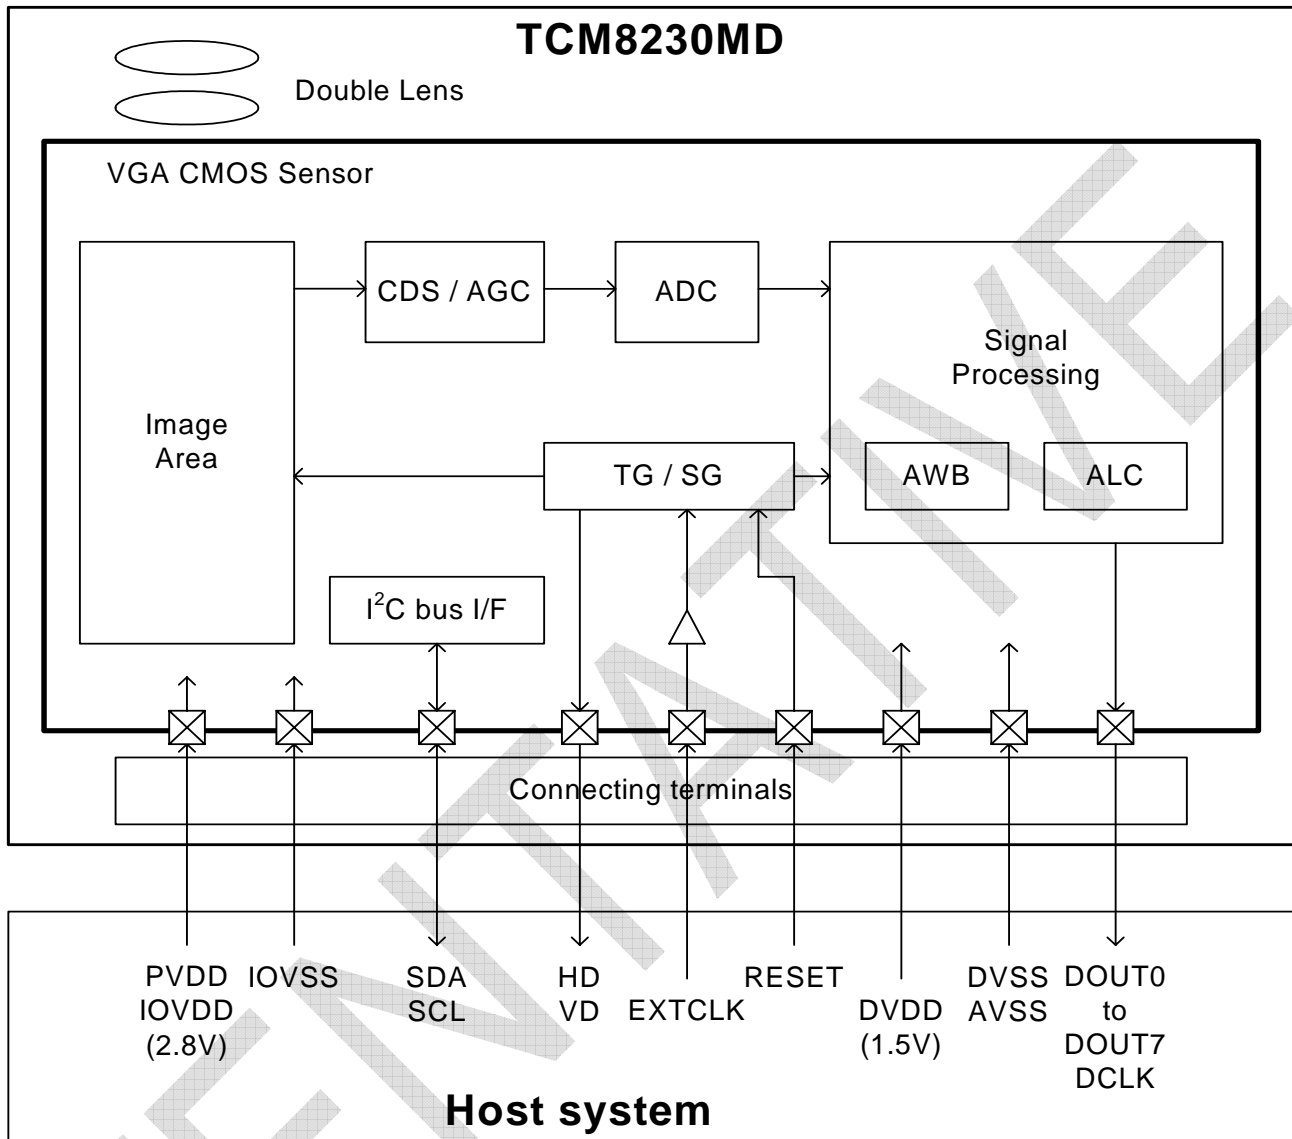 TCM8230MD
Double Lens
VGA CMOS Sensor
CDS / AGC
ADC
Signal
Processing
Image
Area
TG / SG
AWB
ALC
I²C bus I/F
Connecting terminals
PVDD
IOVDD
(2.8V)
IOVSS
SDA
SCL
HD
VD
EXTCLK
RESET
DVDD
(1.5V)
DVSS
AVSS
DOUT0
to
DOUT7
DCLK
Host system
ENTATIVE